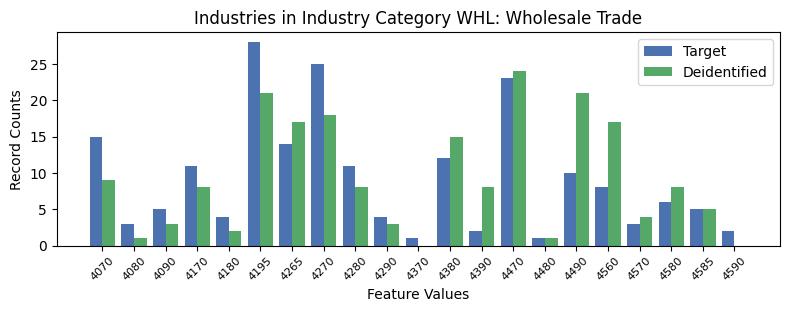 Industries in Industry Category WHL: Wholesale Trade
Target
Deidentified
Record Counts
25
20
15
10
5
0
4070 4080 4090 4170 4180 4195 4265 4270 4280 4290 4370 4380 4390 4470 4480 4490 4560 4570 4580 4585 4590
Feature Values